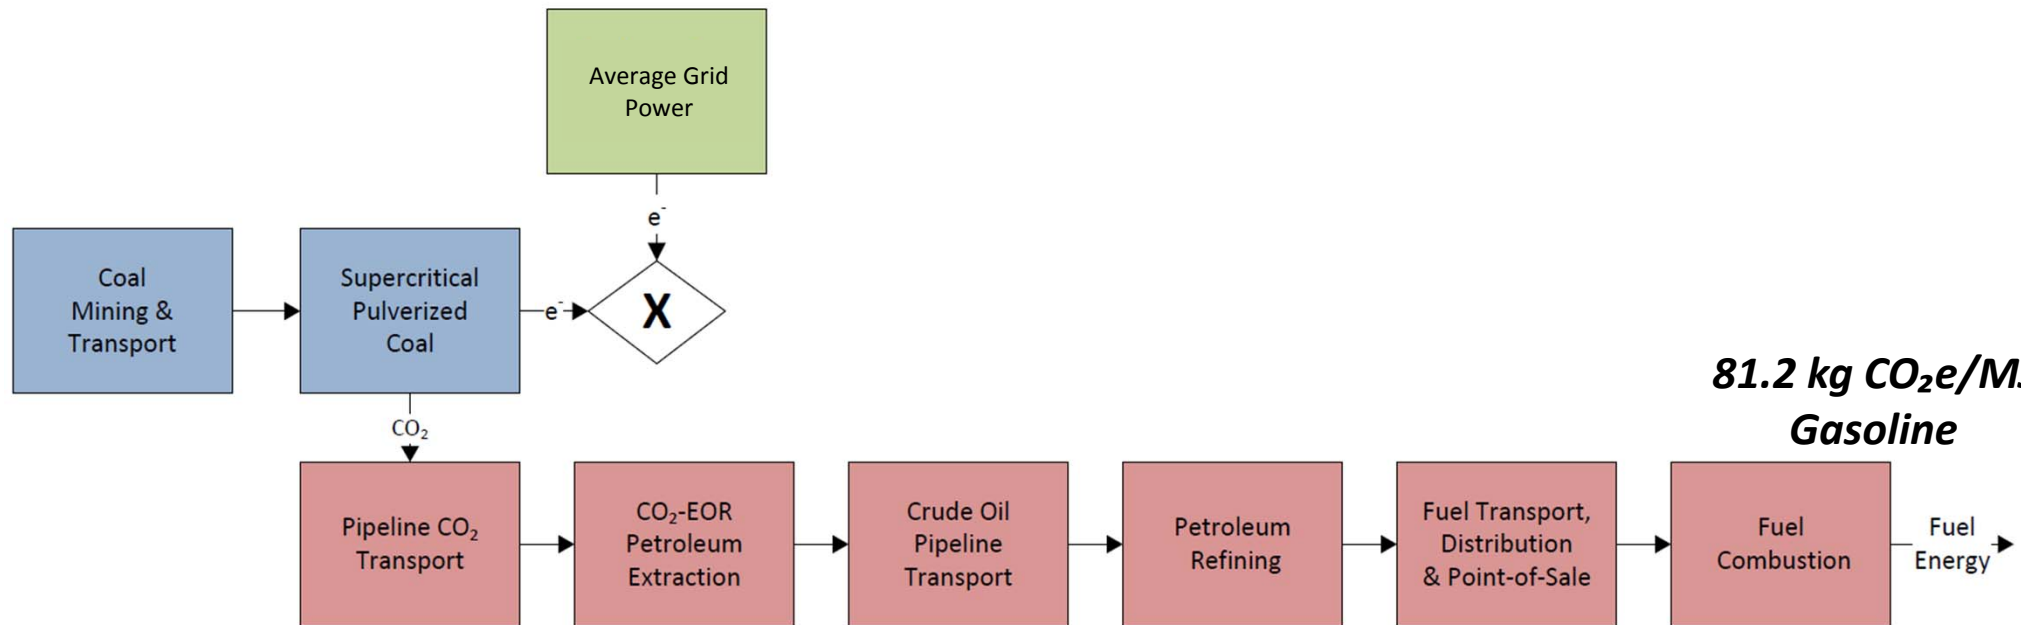 Average Grid
Power
e⁻
Coal
Mining &
Transport
Supercritical
Pulverized
Coal
e⁻
X
CO₂
81.2 kg CO₂e/M
Gasoline
Pipeline CO₂
Transport
CO₂-EOR
Petroleum
Extraction
Crude Oil
Pipeline
Transport
Petroleum
Refining
Fuel Transport,
Distribution
& Point-of-Sale
Fuel
Combustion
Fuel
Energy